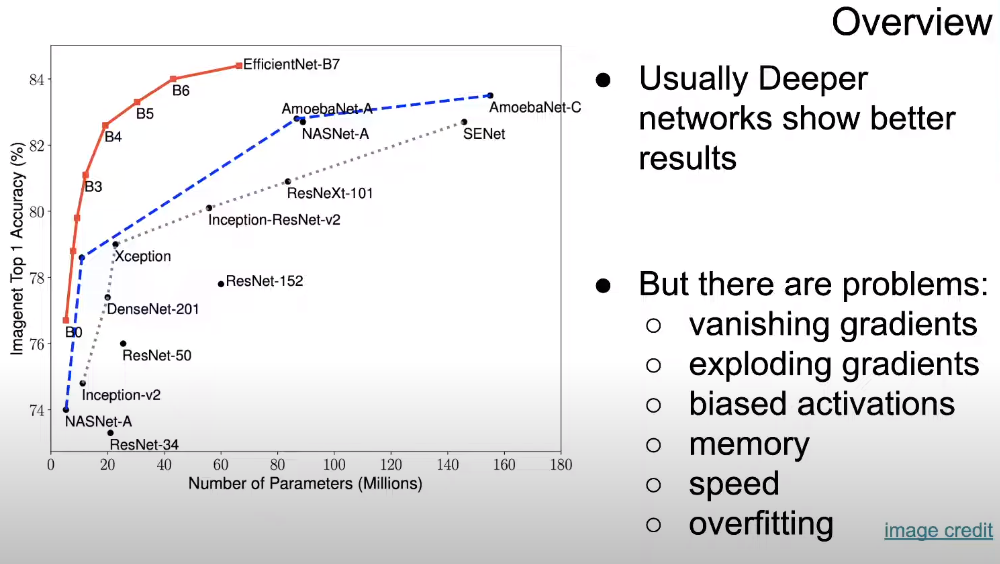 Overview
84
82
80
78
76
74
Imagenet Top 1 Accuracy (%)
EfficientNet-B7
B6
B5
B4
B3
B0
AmoebaNet-A
AmoebaNet-C
NASNet-A
SENet
ResNeXt-101
Inception-ResNet-v2
Xception
ResNet-152
DenseNet-201
ResNet-50
Inception-v2
NASNet-A
ResNet-34
0 20 40 60 80 100 120 140 160 180
Number of Parameters (Millions)
● Usually Deeper
networks show better
results
● But there are problems:
○ vanishing gradients
○ exploding gradients
○ biased activations
○ memory
○ speed
○ overfitting
image credit